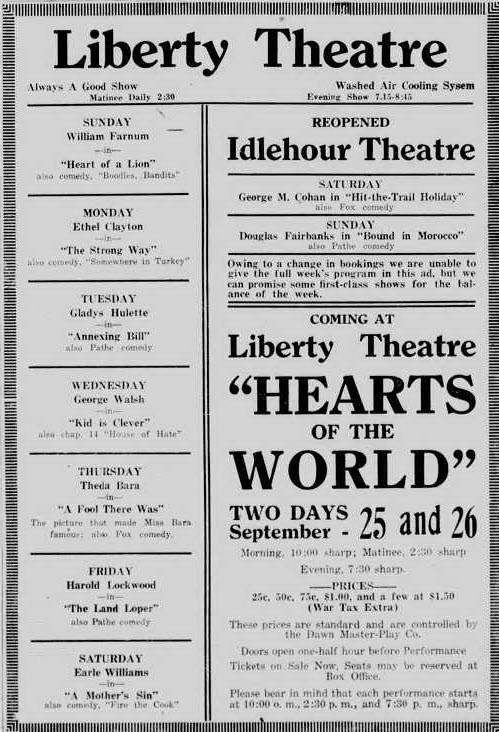 Liberty Theatre
Always A Good Show
Matinee Daily 2:30
Washed Air Cooling Sysem
Evening Show 7.15-8:45
SUNDAY
William Farnum
—in—
"Heart of a Lion"
also comedy, "Boodles, Bandits"
MONDAY
Ethel Clayton
—in—
"The Strong Way"
also comedy, "Somewhere in Turkey"
TUESDAY
Gladys Hulette
—in—
"Annexing Bill"
also Pathe comedy
WEDNESDAY
George Walsh
—in—
"Kid is Clever"
also chap. 14 "House of Hate"
THURSDAY
Theda Bara
—in—
"A Fool There Was"
The picture that made Miss Bara
famous; also Fox comedy.
FRIDAY
Harold Lockwood
—in—
"The Land Loper"
also Pathe comedy
SATURDAY
Earle Williams
—in—
"A Mother's Sin"
also comedy, "Fire the Cook"
REOPENED
Idlehour Theatre
SATURDAY
George M. Cohan in "Hit-the-Trail Holiday"
also Fox comedy
SUNDAY
Douglas Fairbanks in "Bound in Morocco"
also Pathe comedy
Owing to a change in bookings we are unable to
give the full week's program in this ad, but we
can promise some first-class shows for the bal-
ance of the week.
COMING AT
Liberty Theatre
"HEARTS
OF THE
WORLD"
TWO DAYS
September - 25 and 26
Morning, 10:00 sharp; Matinee, 2:30 sharp
Evening, 7:30 sharp.
—PRICES—
25c, 50c, 75c, $1.00, and a few at $1.50
(War Tax Extra)
These prices are standard and are controlled by
the Dawn Master-Play Co.
Doors open one-half hour before Performance
Tickets on Sale Now, Seats may be reserved at
Box Office.
Please bear in mind that each performance starts
at 10:00 o. m., 2:30 p. m., and 7:30 p. m., sharp.